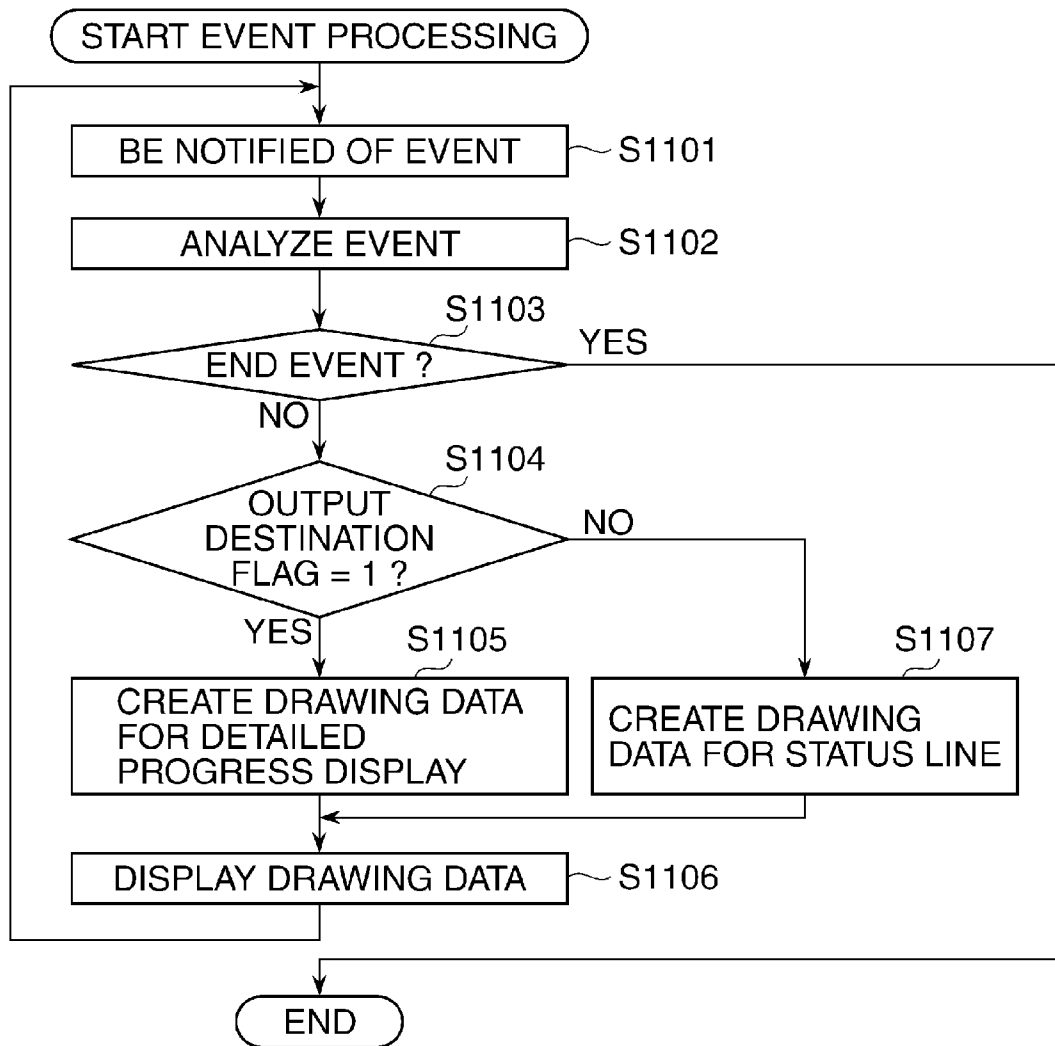 START EVENT PROCESSING
BE NOTIFIED OF EVENT
S1101
ANALYZE EVENT
S1102
S1103
END EVENT ?
YES
NO
S1104
OUTPUT
DESTINATION
FLAG = 1 ?
NO
YES
S1105
CREATE DRAWING DATA
FOR DETAILED
PROGRESS DISPLAY
S1107
CREATE DRAWING
DATA FOR STATUS LINE
DISPLAY DRAWING DATA
S1106
END